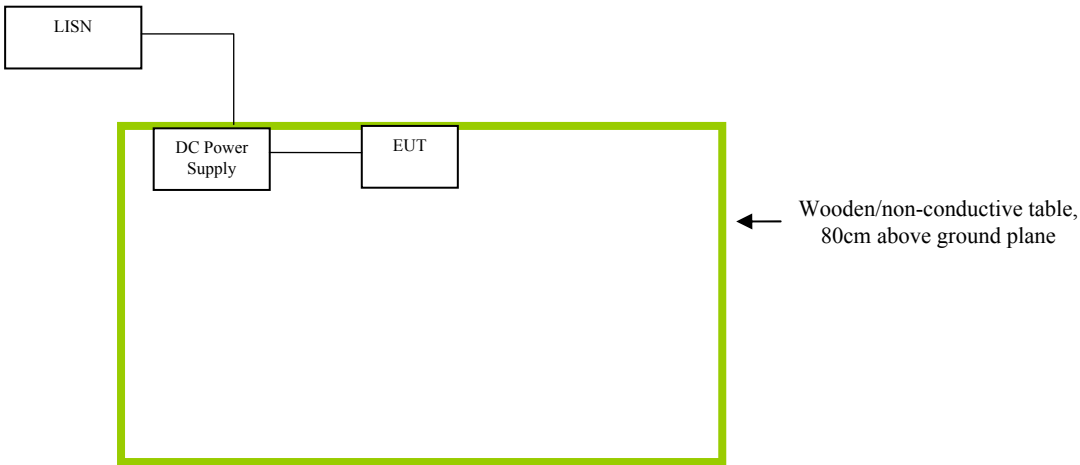 LISN
DC Power
Supply
EUT
Wooden/non-conductive table,
80cm above ground plane